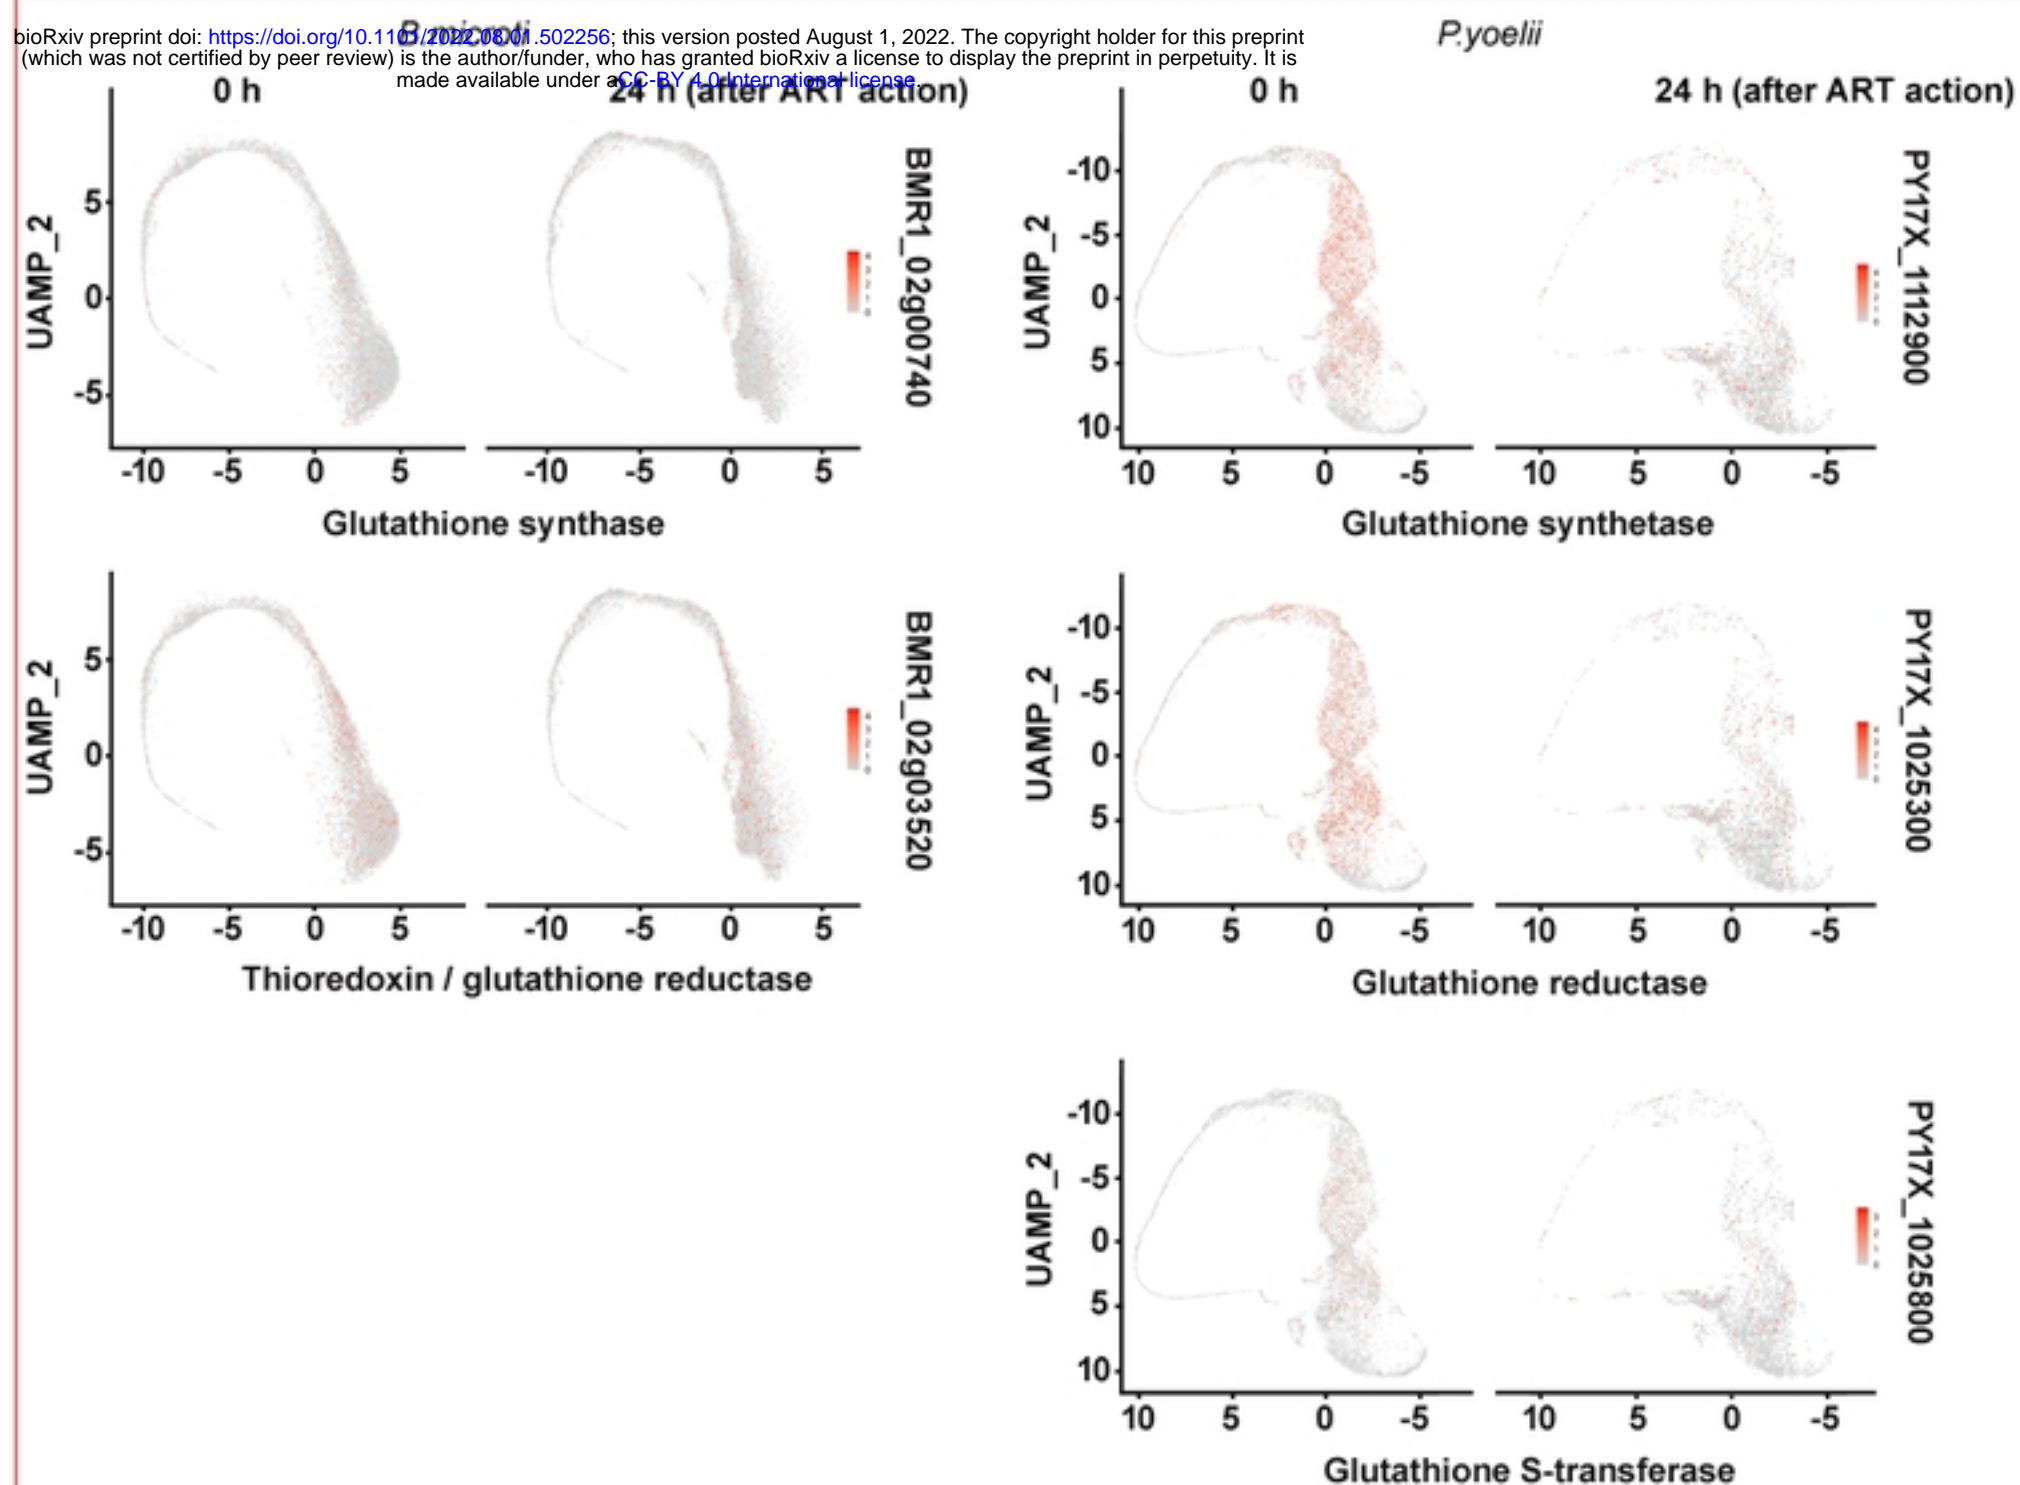 B.microti
P.yoelii
bioRxiv preprint doi: https://doi.org/10.1101/2022.08.01.502256; this version posted August 1, 2022. The copyright holder for this preprint
(which was not certified by peer review) is the author/funder, who has granted bioRxiv a license to display the preprint in perpetuity. It is
made available under aCC-BY 4.0 International license.
0 h
24 h (after ART action)
0 h
24 h (after ART action)
UAMP_2
5
0
-5
-10 -5 0 5
-10 -5 0 5
BMR1_02g00740
Glutathione synthase
UAMP_2
-10
-5
0
5
10
10 5 0 -5
10 5 0 -5
PY17X_1112900
Glutathione synthetase
UAMP_2
5
0
-5
-10 -5 0 5
-10 -5 0 5
BMR1_02g03520
Thioredoxin / glutathione reductase
UAMP_2
-10
-5
0
5
10
10 5 0 -5
10 5 0 -5
PY17X_1025300
Glutathione reductase
UAMP_2
-10
-5
0
5
10
10 5 0 -5
10 5 0 -5
PY17X_1025800
Glutathione S-transferase